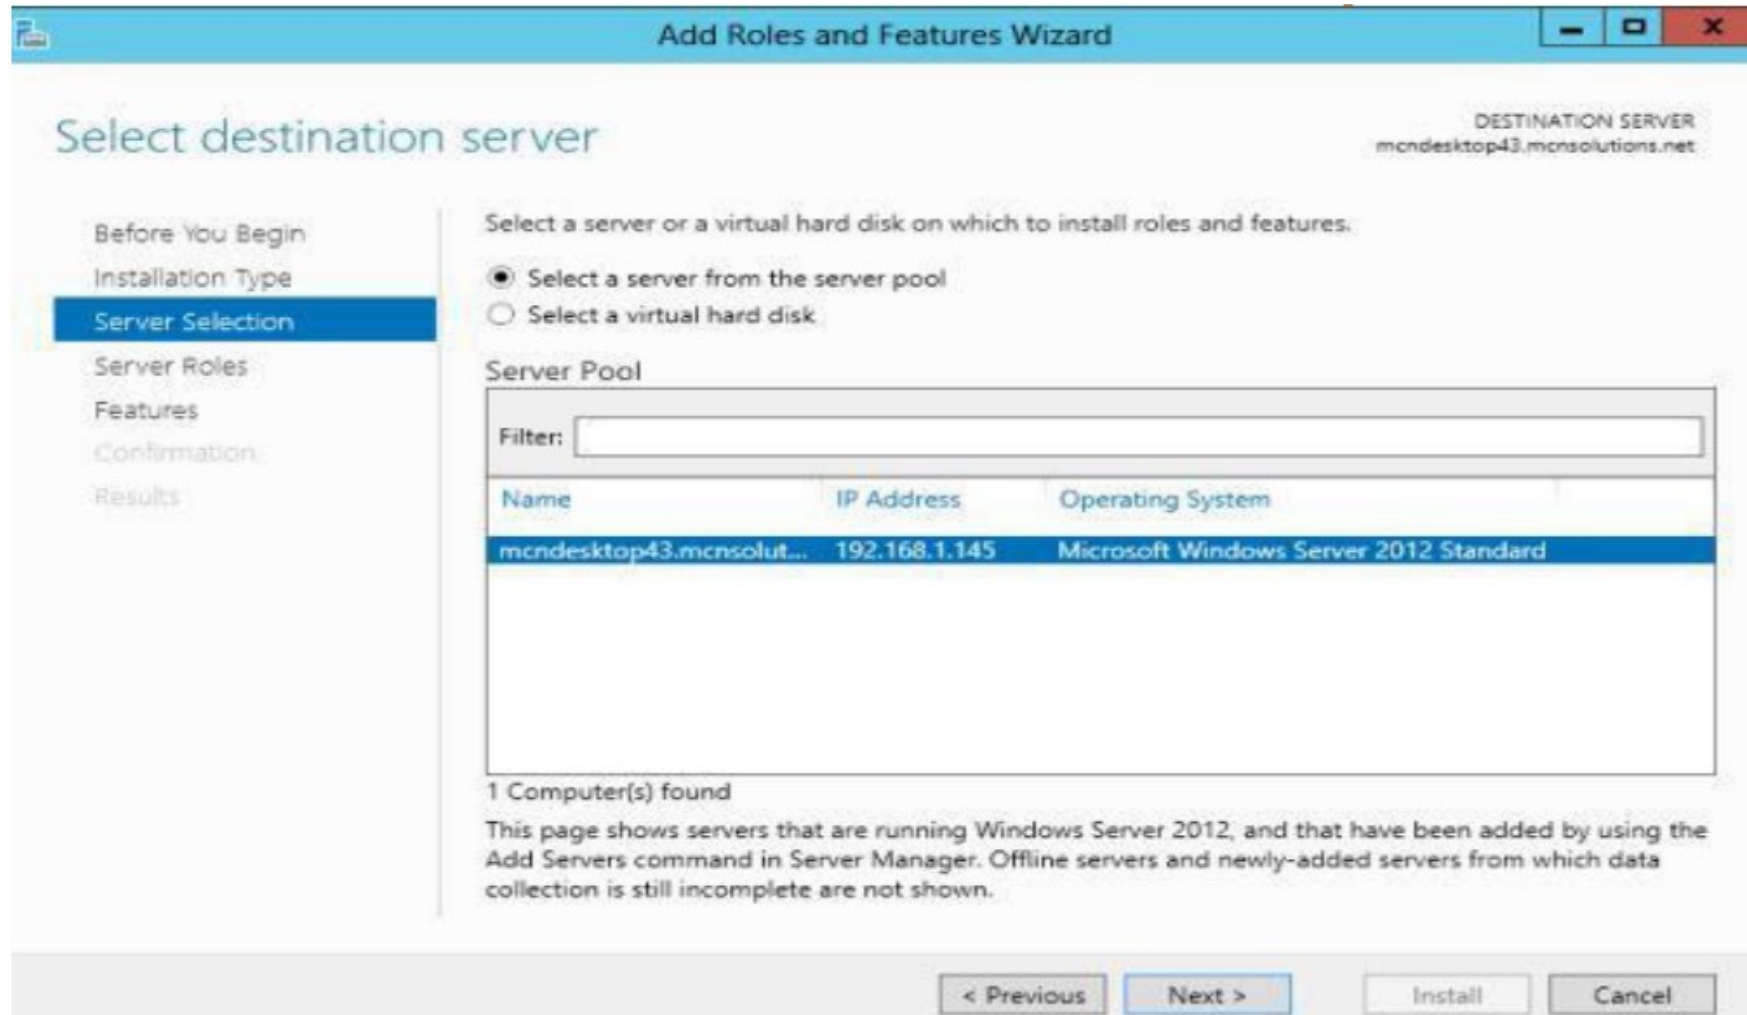 Add Roles and Features Wizard
Select destination server
DESTINATION SERVER
mcndesktop43.mcnsolutions.net
Before You Begin
Installation Type
Server Selection
Server Roles
Features
Confirmation
Results
Select a server or a virtual hard disk on which to install roles and features.
Select a server from the server pool
Select a virtual hard disk
Server Pool
Filter:
Name IP Address Operating System
mcndesktop43.mcnsolut... 192.168.1.145 Microsoft Windows Server 2012 Standard
1 Computer(s) found
This page shows servers that are running Windows Server 2012, and that have been added by using the
Add Servers command in Server Manager. Offline servers and newly-added servers from which data
collection is still incomplete are not shown.
< Previous Next > Install Cancel